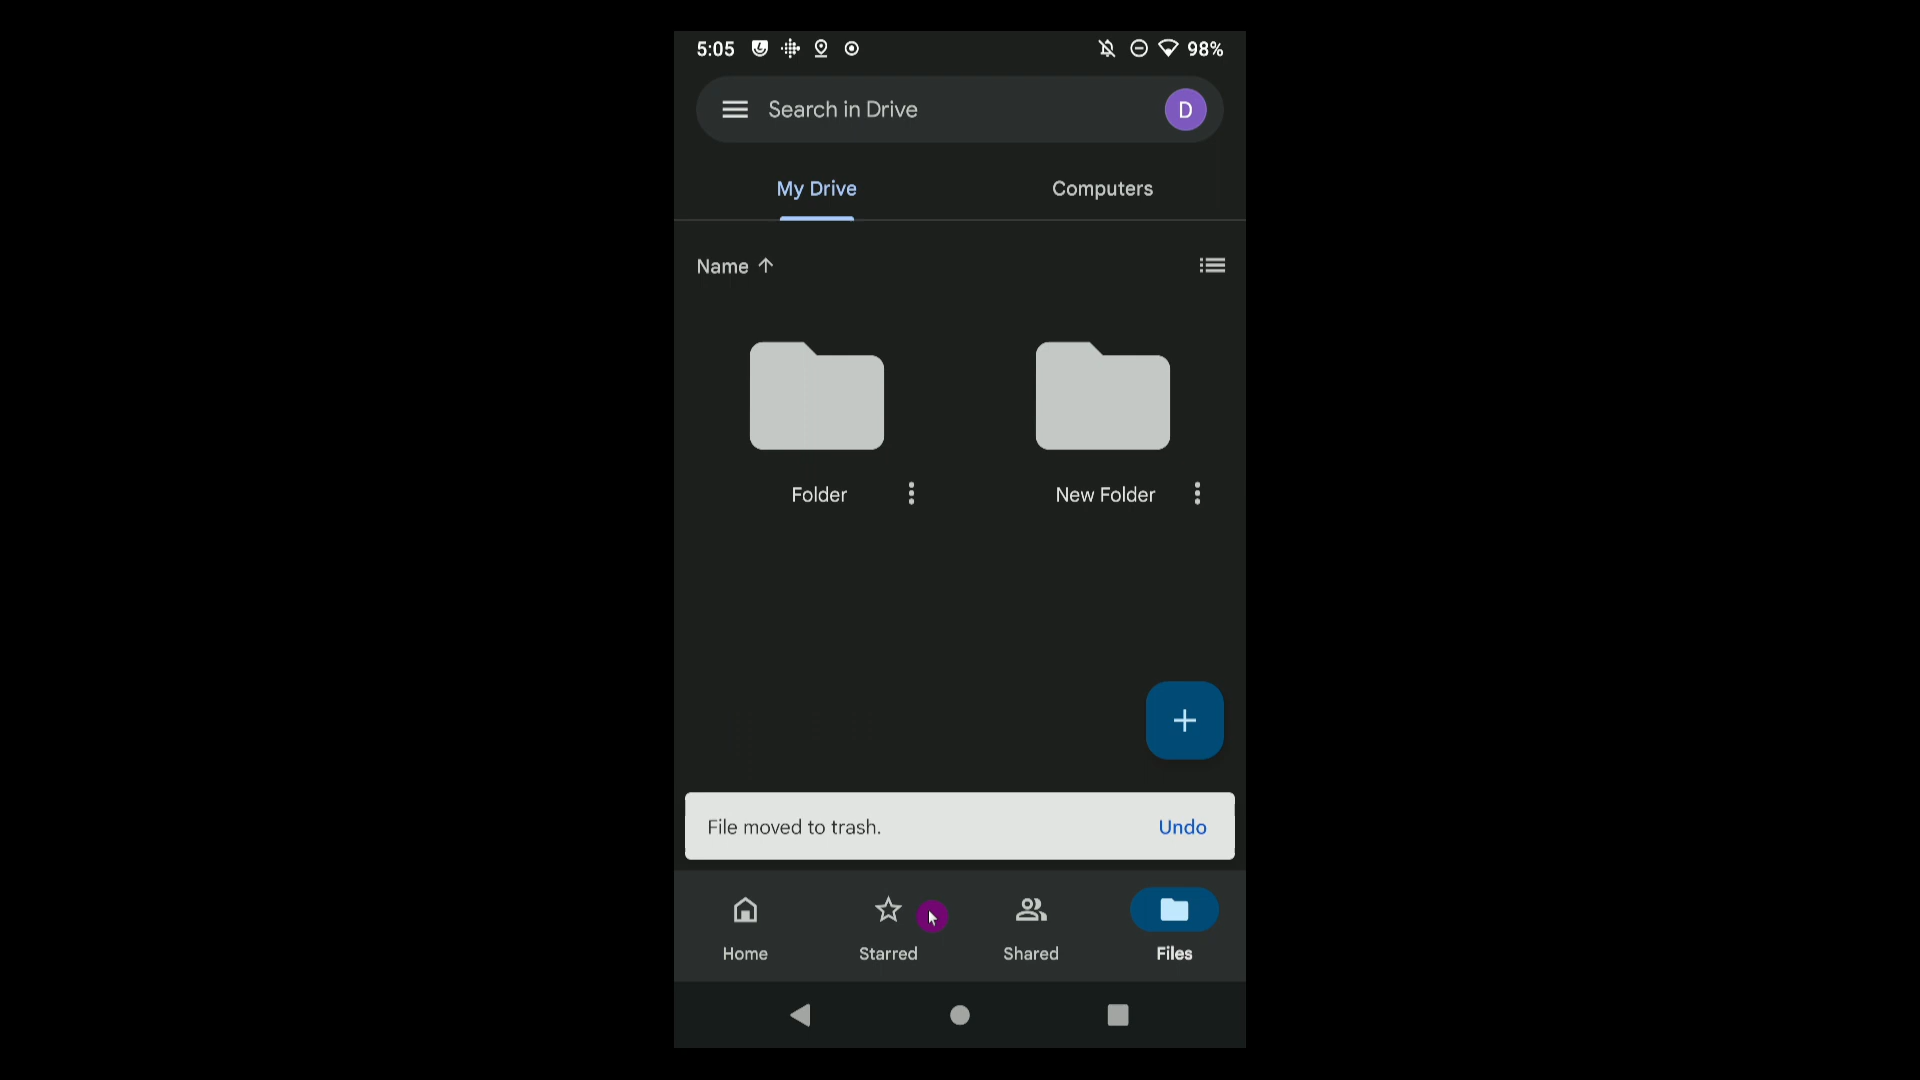 5:05 98%
Search in Drive D
My Drive Computers
Name
Folder New Folder
File moved to trash. Undo
Home Starred Shared Files